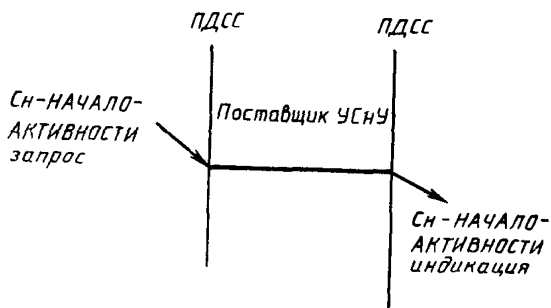 ПДСС
ПДСС
Сн-НАЧАЛО-
АКТИВНОСТИ
запрос
Поставщик УСнУ
Сн-НАЧАЛО-
АКТИВНОСТИ
индикация